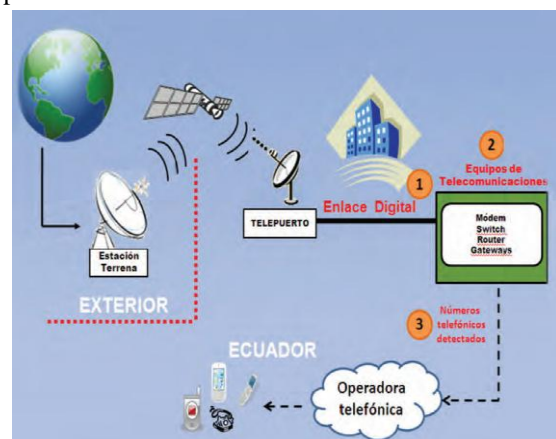 1
2
Equipos de
Telecomunicaciones
Enlace Digital
TELEPUERTO
Módem
Switch
Router
Gateways
Estación
Terrena
EXTERIOR
3
Números
telefónicos
detectados
ECUADOR
Operadora
telefónica